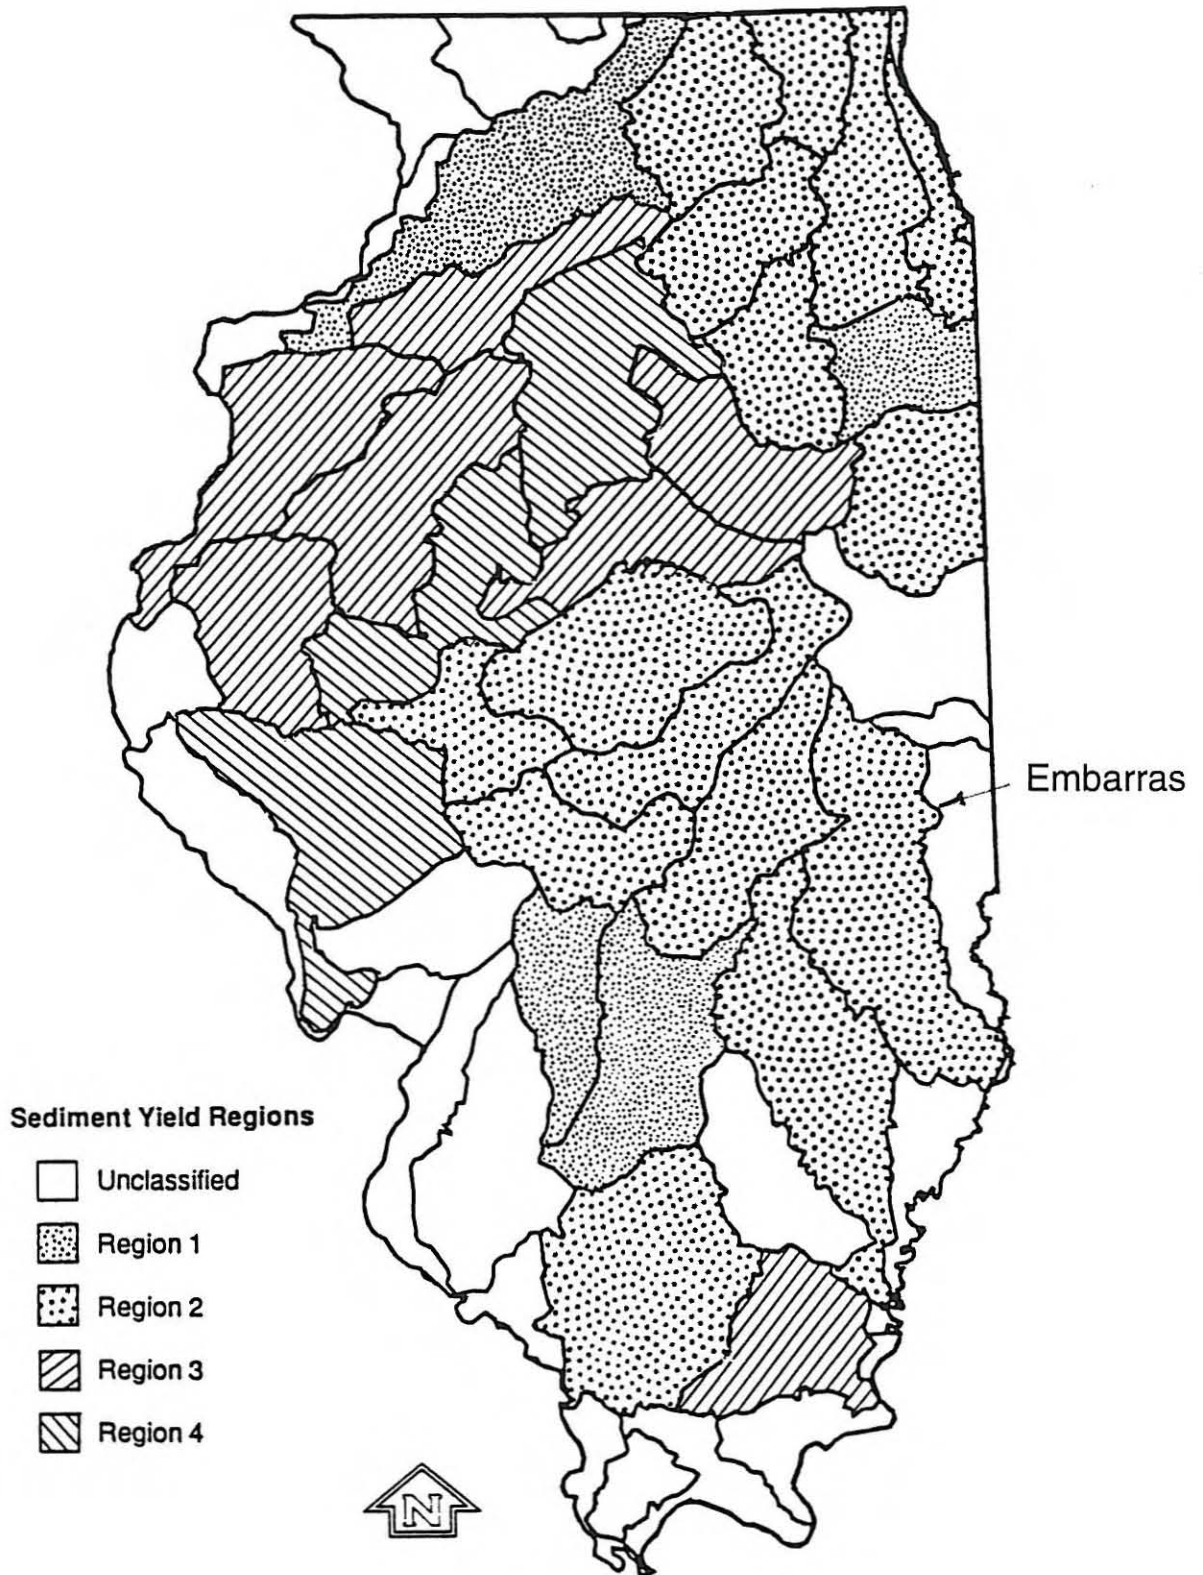 Embarras
Sediment Yield Regions
Unclassified
Region 1
Region 2
Region 3
Region 4
N